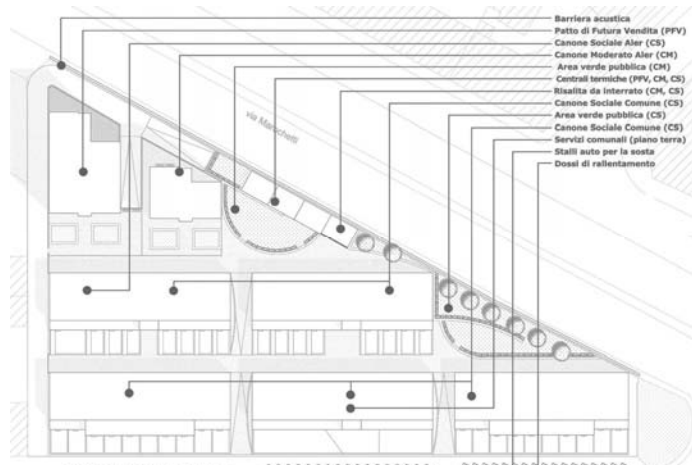 Barriera acustica
Patto di Futura Vendita (PFV)
Canone Sociale Aler (CS)
Canone Moderato Aler (CM)
Area verde pubblica (CM)
Centrali termiche (PFV, CM, CS)
Risalita da interrato (CM, CS)
Canone Sociale Comune (CS)
Area verde pubblica (CS)
Canone Sociale Comune (CS)
Servizi comunali (piano terra)
Stalli auto per la sosta
Dossi di rallentamento
via